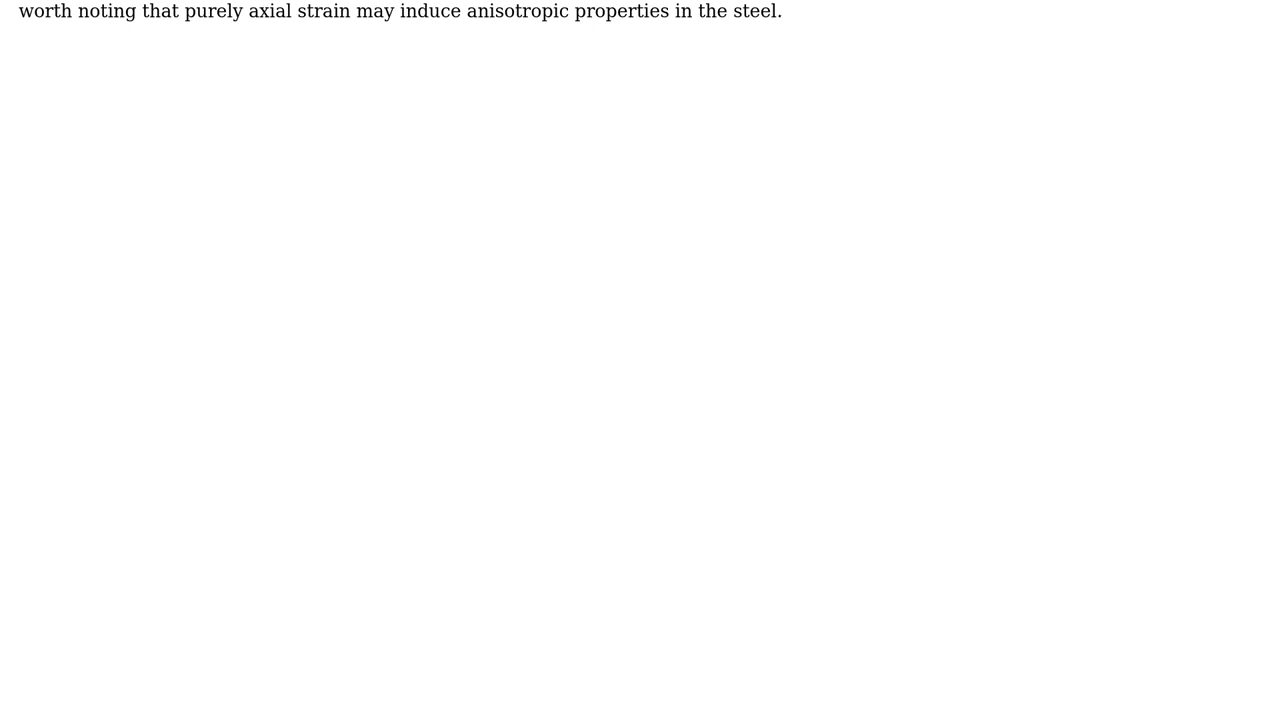 worth noting that purely axial strain may induce anisotropic properties in the steel.